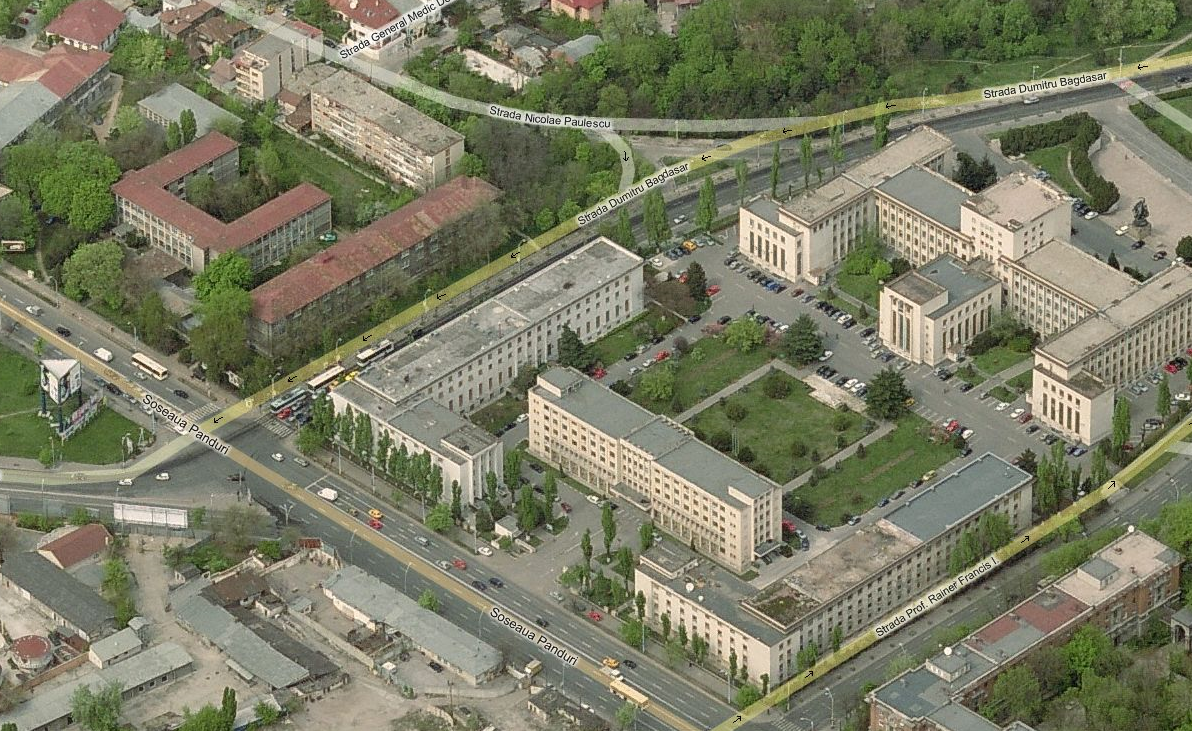 Strada General Medic
Strada Nicolae Paulescu
Strada Dumitru Bagdasar
Strada Dumitru Bagdasar
Soseaua Panduri
Soseaua Panduri
Strada Prof. Rainer Francis I.